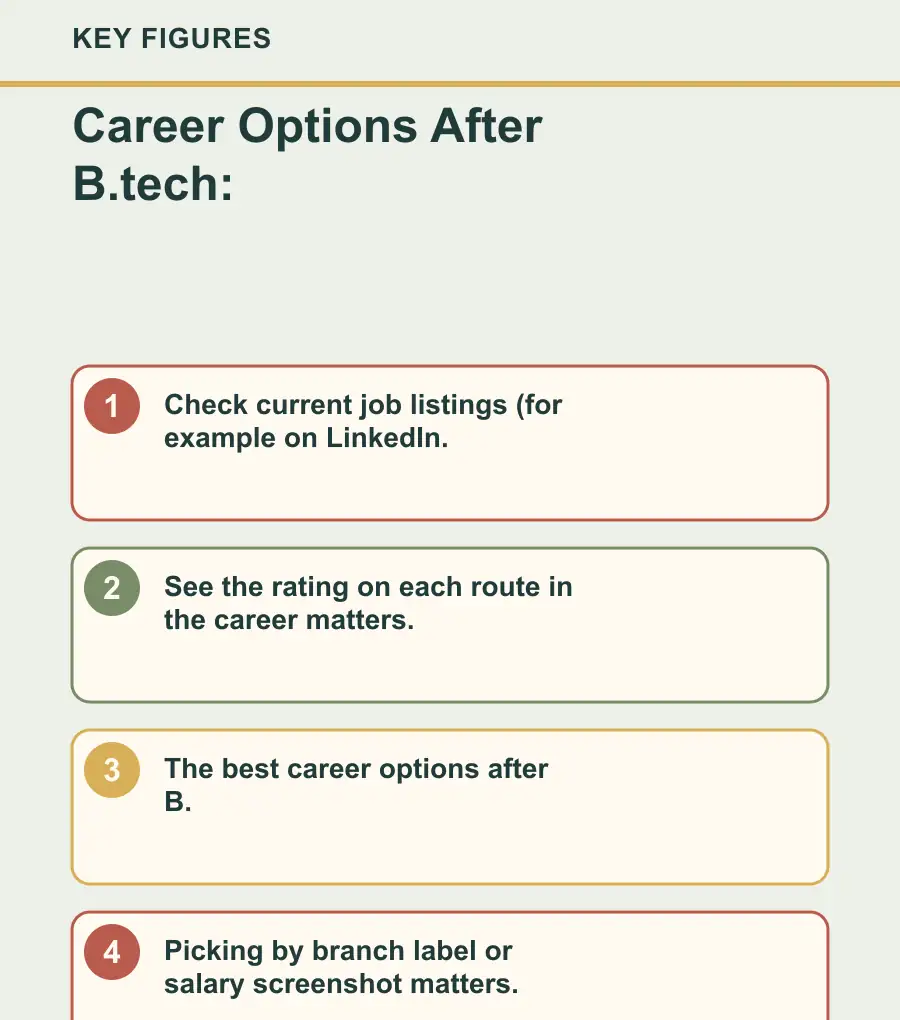 KEY FIGURES
Career Options After
B.tech:
1
Check current job listings (for
example on LinkedIn.
2
See the rating on each route in
the career matters.
3
The best career options after
B.
4
Picking by branch label or
salary screenshot matters.